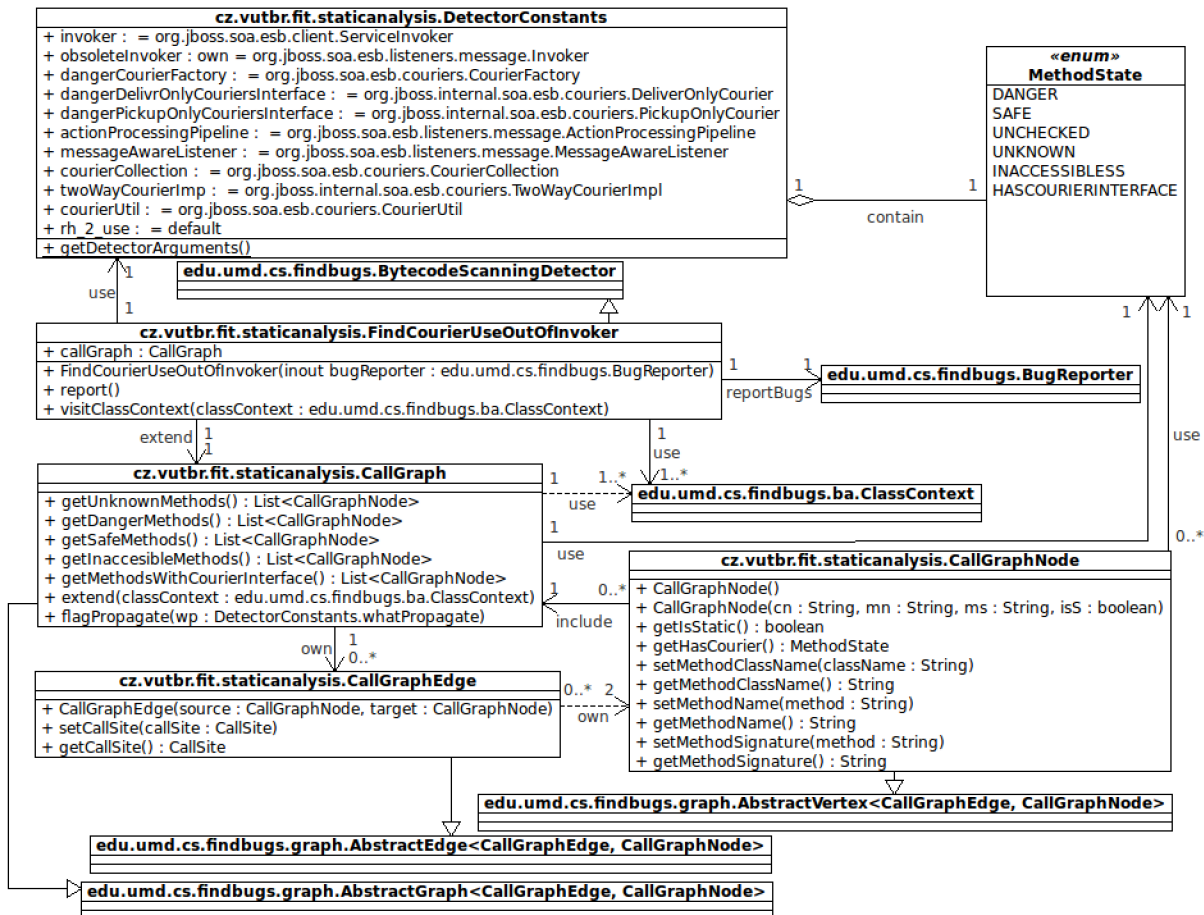 cz.vutbr.fit.staticanalysis.DetectorConstants
+ invoker : = org.jboss.soa.esb.client.ServiceInvoker
+ obsoleteInvoker : own = org.jboss.soa.esb.listeners.message.Invoker
+ dangerCourierFactory : = org.jboss.soa.esb.couriers.CourierFactory
+ dangerDelivrOnlyCouriersInterface : = org.jboss.internal.soa.esb.couriers.DeliverOnlyCourier
+ dangerPickupOnlyCouriersInterface : = org.jboss.internal.soa.esb.couriers.PickupOnlyCourier
+ actionProcessingPipeline : = org.jboss.soa.esb.listeners.message.ActionProcessingPipeline
+ messageAwareListener : = org.jboss.soa.esb.listeners.message.MessageAwareListener
+ courierCollection : = org.jboss.soa.esb.couriers.CourierCollection
+ twoWayCourierImp : = org.jboss.internal.soa.esb.couriers.TwoWayCourierImpl
+ courierUtil : = org.jboss.soa.esb.couriers.CourierUtil
+ rh_2_use : = default
+ getDetectorArguments()
«enum»
MethodState
DANGER
SAFE
UNCHECKED
UNKNOWN
INACCESSIBLESS
HASCOURIERINTERFACE
1
1
contain
1
use
1
edu.umd.cs.findbugs.BytecodeScanningDetector
cz.vutbr.fit.staticanalysis.FindCourierUseOutOfInvoker
+ callGraph : CallGraph
+ FindCourierUseOutOfInvoker(inout bugReporter : edu.umd.cs.findbugs.BugReporter)
+ report()
+ visitClassContext(classContext : edu.umd.cs.findbugs.ba.ClassContext)
1
1
reportBugs
edu.umd.cs.findbugs.BugReporter
1
1
use
0..*
extend
1
1
1
use
1..*
cz.vutbr.fit.staticanalysis.CallGraph
+ getUnknownMethods() : List<CallGraphNode>
+ getDangerMethods() : List<CallGraphNode>
+ getSafeMethods() : List<CallGraphNode>
+ getInaccesibleMethods() : List<CallGraphNode>
+ getMethodsWithCourierInterface() : List<CallGraphNode>
+ extend(classContext : edu.umd.cs.findbugs.ba.ClassContext)
+ flagPropagate(wp : DetectorConstants.whatPropagate)
1
1..*
use
edu.umd.cs.findbugs.ba.ClassContext
1
use
1
0..*
include
cz.vutbr.fit.staticanalysis.CallGraphNode
+ CallGraphNode()
+ CallGraphNode(cn : String, mn : String, ms : String, isS : boolean)
+ getIsStatic() : boolean
+ getHasCourier() : MethodState
+ setMethodClassName(className : String)
+ getMethodClassName() : String
+ setMethodName(method : String)
+ getMethodName() : String
+ setMethodSignature(method : String)
+ getMethodSignature() : String
own
1
0..*
cz.vutbr.fit.staticanalysis.CallGraphEdge
+ CallGraphEdge(source : CallGraphNode, target : CallGraphNode)
+ setCallSite(callSite : CallSite)
+ getCallSite() : CallSite
0..*
2
own
edu.umd.cs.findbugs.graph.AbstractVertex<CallGraphEdge, CallGraphNode>
edu.umd.cs.findbugs.graph.AbstractEdge<CallGraphEdge, CallGraphNode>
edu.umd.cs.findbugs.graph.AbstractGraph<CallGraphEdge, CallGraphNode>